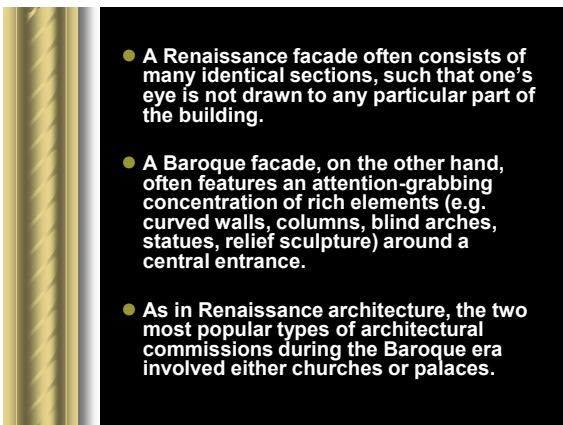 A Renaissance facade often consists of
many identical sections, such that one's
eye is not drawn to any particular part of
the building.
A Baroque facade, on the other hand,
often features an attention-grabbing
concentration of rich elements (e.g.
curved walls, columns, blind arches,
statues, relief sculpture) around a
central entrance.
As in Renaissance architecture, the two
most popular types of architectural
commissions during the Baroque era
involved either churches or palaces.